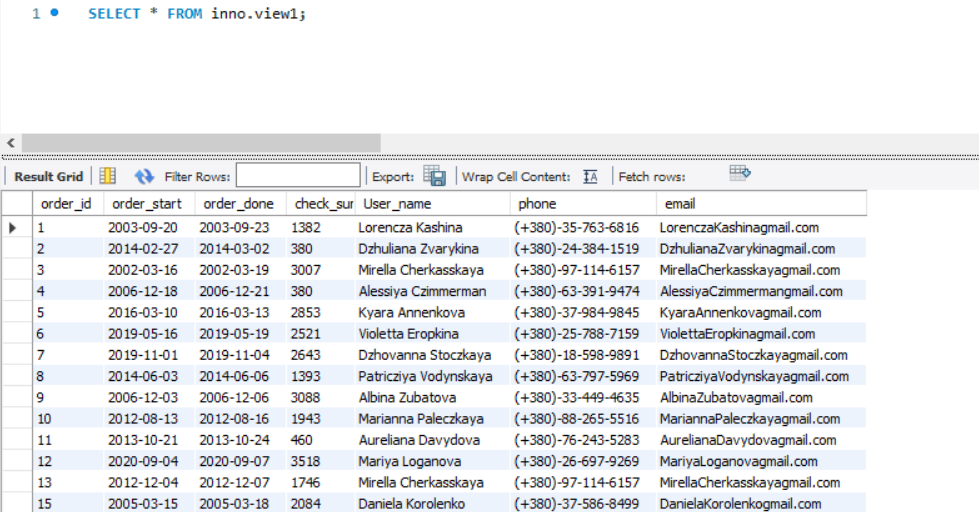 1 SELECT * FROM inno.view1;
Result Grid Filter Rows: Export: Wrap Cell Content: Fetch rows:
order_id order_start order_done check_sur User_name phone email
1 2003-09-20 2003-09-23 1382 Lorencza Kashina (+380)-35-763-6816 LorenczaKashinagmail.com
2 2014-02-27 2014-03-02 380 Dzhuliana Zvarykina (+380)-24-384-1519 DzhulianaZvarykinagmail.com
3 2002-03-16 2002-03-19 3007 Mirella Cherkasskaya (+380)-97-114-6157 MirellaCherkasskayagmail.com
4 2006-12-18 2006-12-21 380 Alessiya Czimmerman (+380)-63-391-9474 AlessiyaCzimmermangmail.com
5 2016-03-10 2016-03-13 2853 Kyara Annenkova (+380)-37-984-9845 KyaraAnnenkovagmail.com
6 2019-05-16 2019-05-19 2521 Violetta Eropkina (+380)-25-788-7159 ViolettaEropkinagmail.com
7 2019-11-01 2019-11-04 2643 Dzhovanna Stoczkaya (+380)-18-598-9891 DzhovannaStoczkayagmail.com
8 2014-06-03 2014-06-06 1393 Patricziya Vodynskaya (+380)-63-797-5969 PatricziyaVodynskayagmail.com
9 2006-12-03 2006-12-06 3088 Albina Zubatova (+380)-33-449-4635 AlbinaZubatovagmail.com
10 2012-08-13 2012-08-16 1943 Marianna Paleczkaya (+380)-88-265-5516 MariannaPaleczkayagmail.com
11 2013-10-21 2013-10-24 460 Aureliana Davydova (+380)-76-243-5283 AurelianaDavydovagmail.com
12 2020-09-04 2020-09-07 3518 Mariya Loganova (+380)-26-697-9269 MariyaLoganovagmail.com
13 2012-12-04 2012-12-07 1746 Mirella Cherkasskaya (+380)-97-114-6157 MirellaCherkasskayagmail.com
15 2005-03-15 2005-03-18 2084 Daniela Korolenko (+380)-37-586-8499 DanielaKorolenkogmail.com